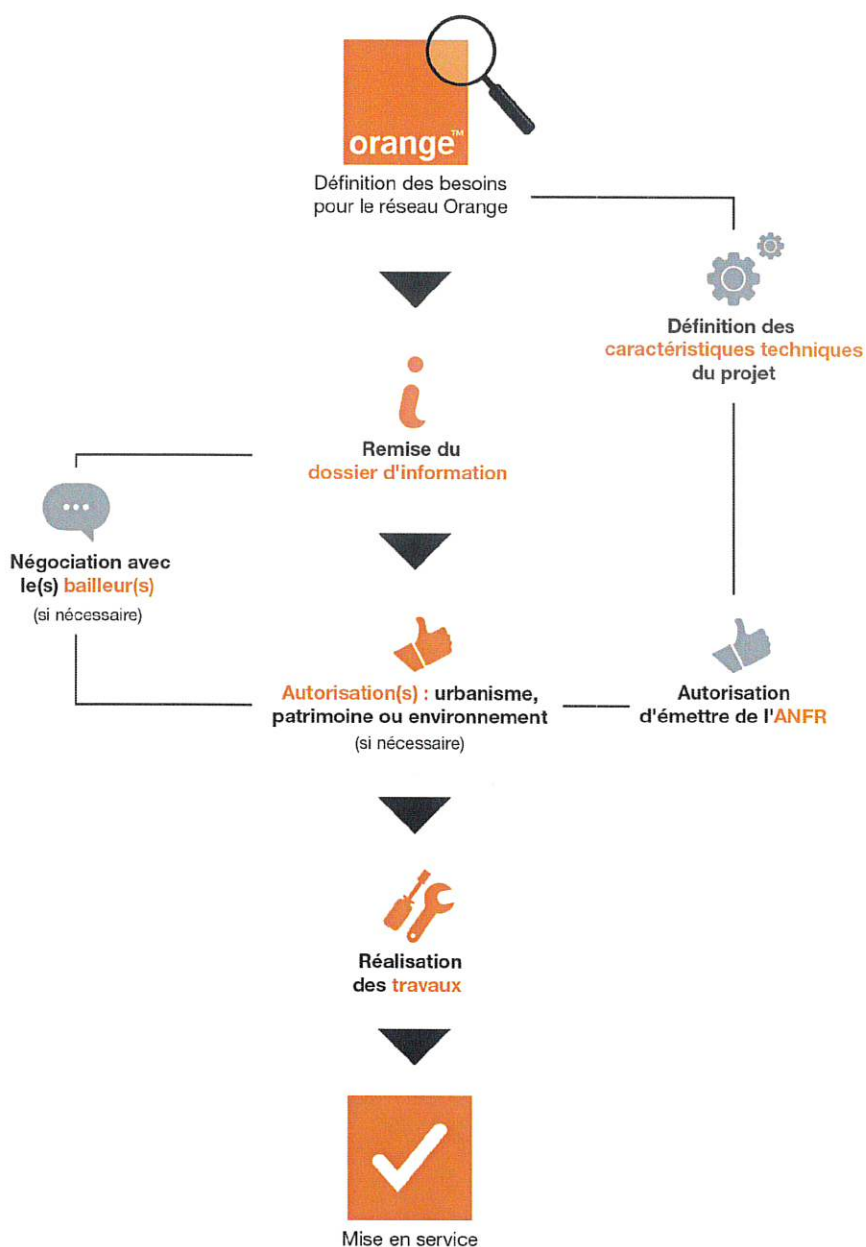 orange™
Définition des besoins
pour le réseau Orange
Définition des
caractéristiques techniques
du projet
Remise du
dossier d'information
Négociation avec
le(s) bailleur(s)
(si nécessaire)
Autorisation(s) : urbanisme,
patrimoine ou environnement
(si nécessaire)
Autorisation
d'émettre de l'ANFR
Réalisation
des travaux
Mise en service